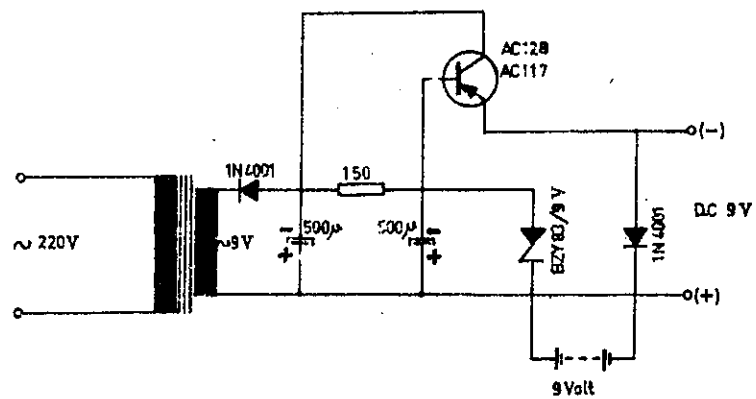 AC128
AC117
(-)
1N4001
150
~ 220V
~9V
-
500μ
+
500μ
-
+
BZY83/9 V
1N4001
D.C 9 V
(+)
9 Volt